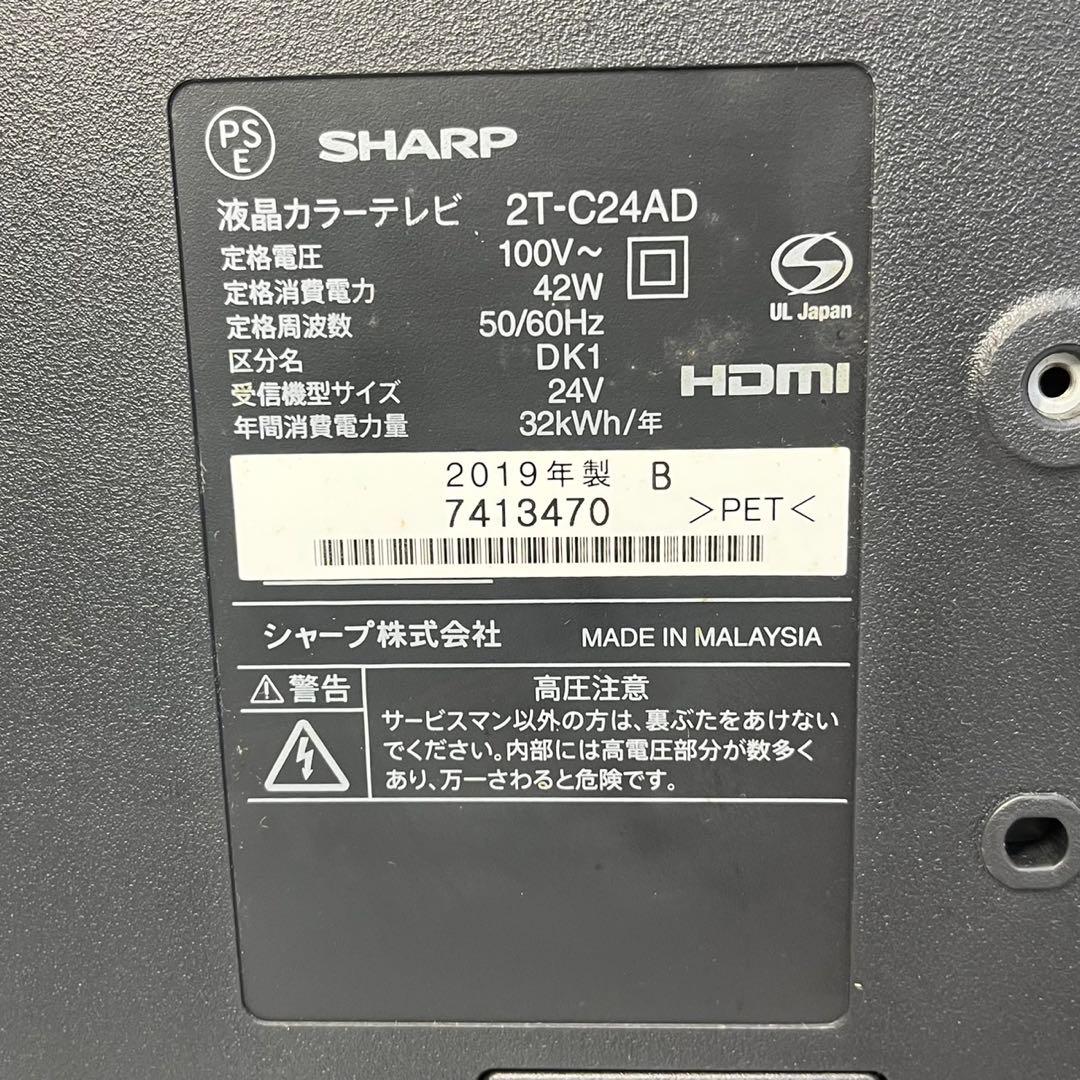 PS
E
SHARP
液晶カラーテレビ 2T-C24AD
定格電圧 100V~
定格消費電力 42W
定格周波数 50/60Hz
区分名 DK1
受信機型サイズ 24V
年間消費電力量 32kWh/年
UL Japan
HDMI
2019年製 B
7413470 >PET<
シャープ株式会社 MADE IN MALAYSIA
⚠警告
高圧注意
サービスマン以外の方は、裏ぶたをあけない
でください。内部には高電圧部分が数多く
あり、万一さわると危険です。